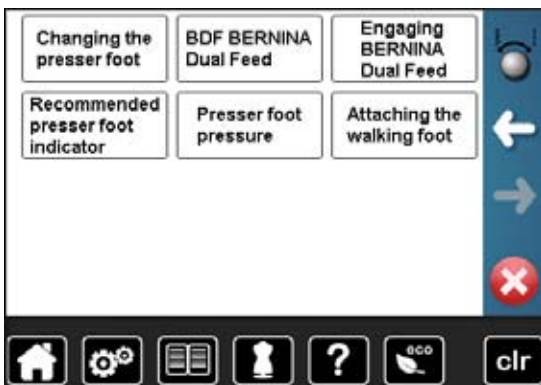 Changing the
presser foot
BDF BERNINA
Dual Feed
Engaging
BERNINA
Dual Feed
Recommended
presser foot
indicator
Presser foot
pressure
Attaching the
walking foot
?
eco
clr